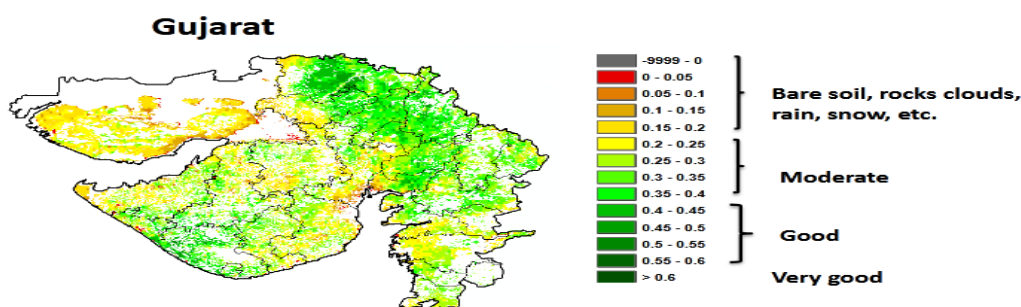 Gujarat
-9999 - 0
0 - 0.05
0.05 - 0.1
0.1 - 0.15
0.15 - 0.2
0.2 - 0.25
0.25 - 0.3
0.3 - 0.35
0.35 - 0.4
0.4 - 0.45
0.45 - 0.5
0.5 - 0.55
0.55 - 0.6
> 0.6
Bare soil, rocks clouds,
rain, snow, etc.
Moderate
Good
Very good